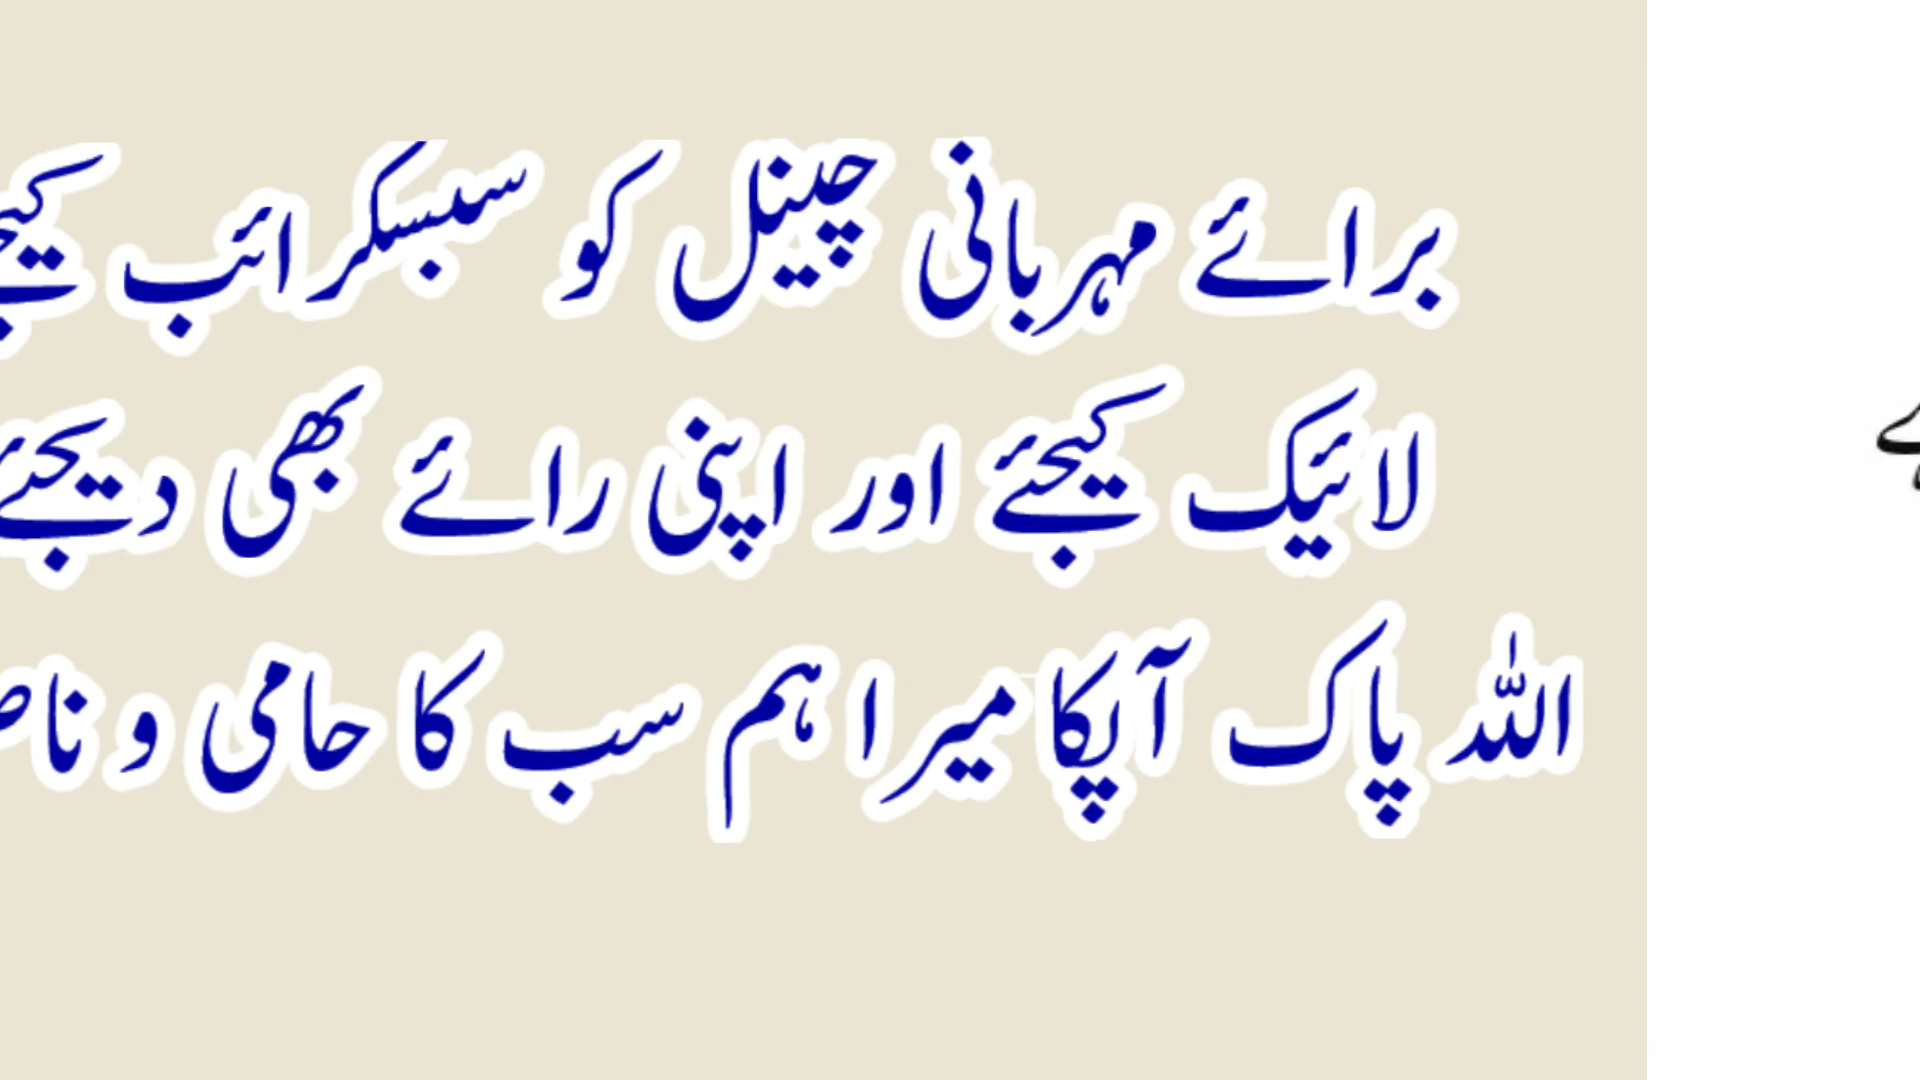 برائے مہربانی چینل کو سبسکرائب
لائیک کیجئے اور اپنی رائے بھی دیجئے
اللہ پاک آپکا میرا ہم سب کا حامی و